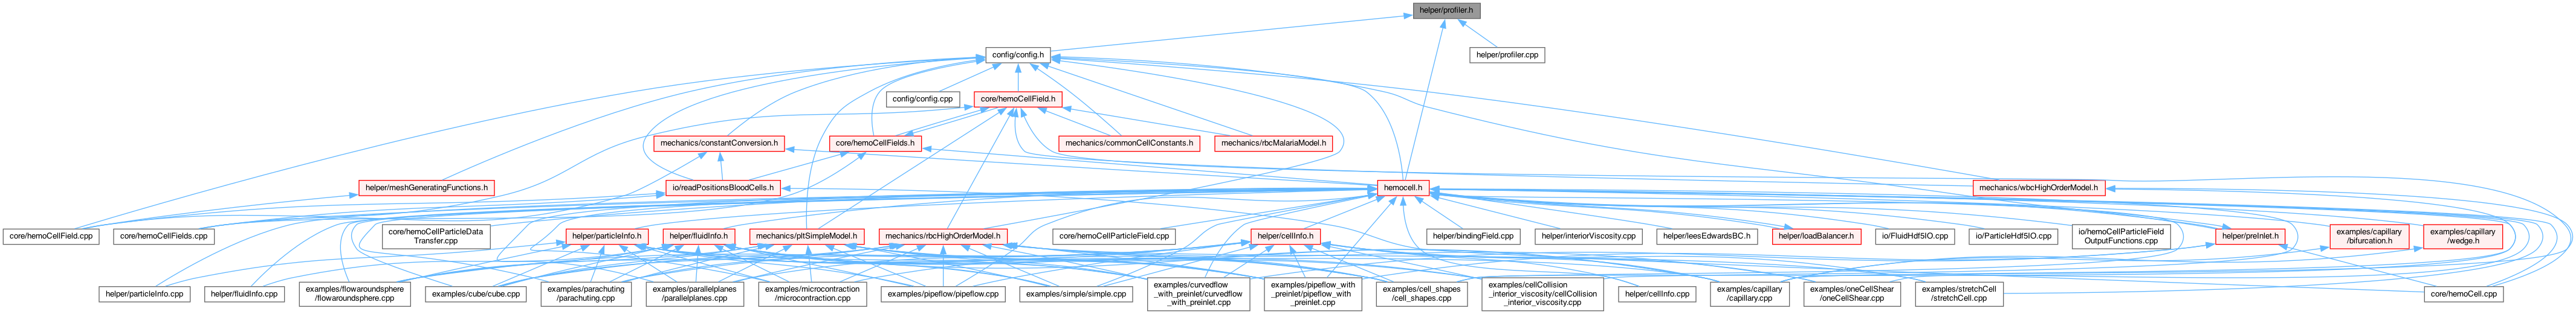 helper/profiler.h
config/config.h
helper/profiler.cpp
config/config.cpp
core/hemoCellField.h
mechanics/constantConversion.h
core/hemoCellFields.h
mechanics/commonCellConstants.h
mechanics/rbcMalariaModel.h
helper/meshGeneratingFunctions.h
io/readPositionsBloodCells.h
hemocell.h
mechanics/wbcHighOrderModel.h
core/hemoCellField.cpp
core/hemoCellFields.cpp
core/hemoCellParticleData
Transfer.cpp
helper/particleInfo.h
helper/fluidInfo.h
mechanics/pltSimpleModel.h
mechanics/rbcHighOrderModel.h
core/hemoCellParticleField.cpp
helper/cellInfo.h
helper/bindingField.cpp
helper/interiorViscosity.cpp
helper/leesEdwardsBC.h
helper/loadBalancer.h
io/FluidHdf5IO.cpp
io/ParticleHdf5IO.cpp
io/hemoCellParticleField
OutputFunctions.cpp
helper/preInlet.h
examples/capillary
/bifurcation.h
examples/capillary
/wedge.h
helper/particleInfo.cpp
helper/fluidInfo.cpp
examples/flowaroundsphere
/flowaroundsphere.cpp
examples/cube/cube.cpp
examples/parachuting
/parachuting.cpp
examples/parallelplanes
/parallelplanes.cpp
examples/microcontraction
/microcontraction.cpp
examples/pipeflow/pipeflow.cpp
examples/simple/simple.cpp
examples/curvedflow
_with_preinlet/curvedflow
_with_preinlet.cpp
examples/pipeflow_with
_preinlet/pipeflow_with
_preinlet.cpp
examples/cell_shapes
/cell_shapes.cpp
examples/cellCollision
_interior_viscosity/cellCollision
_interior_viscosity.cpp
helper/cellInfo.cpp
examples/capillary
/capillary.cpp
examples/oneCellShear
/oneCellShear.cpp
examples/stretchCell
/stretchCell.cpp
core/hemoCell.cpp